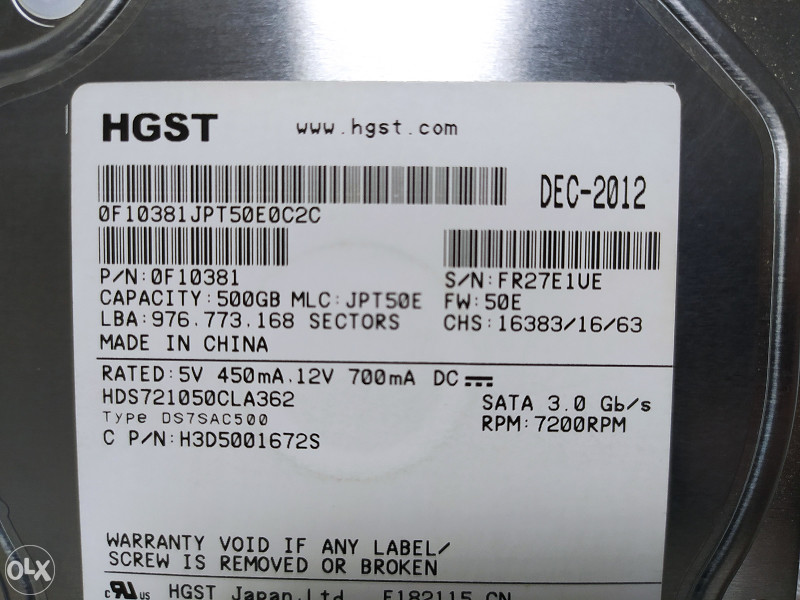 HGST www.hgst.com
DEC-2012
0F10381JPT50E0C2C
P/N:0F10381 S/N:FR27E1UE
CAPACITY:500GB MLC:JPT50E FW:50E
LBA:976,773,168 SECTORS CHS:16383/16/63
MADE IN CHINA
RATED:5V 450mA,12V 700mA DC
HDS721050CLA362 SATA 3.0 Gb/s
Type DS7SAC500 RPM:7200RPM
C P/N:H3D5001672S
WARRANTY VOID IF ANY LABEL/
SCREW IS REMOVED OR BROKEN
c RU us HGST Japan,Ltd. E182115 CN
OLX